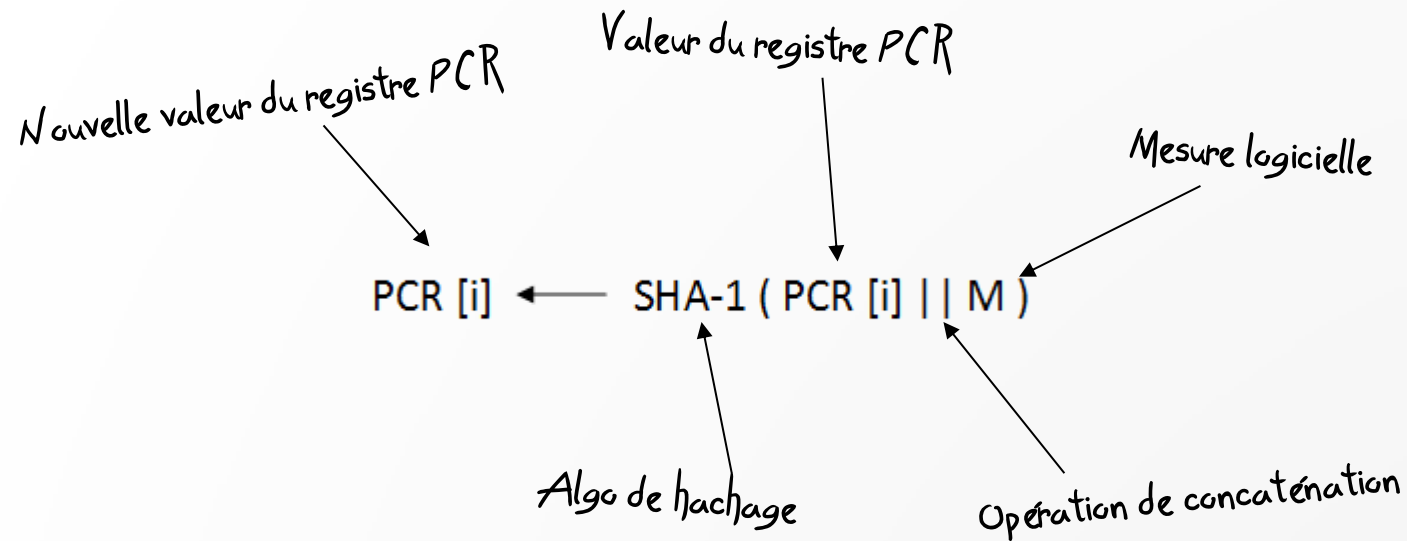 Valeur du registre PCR
Nouvelle valeur du registre PCR
Mesure logicielle
PCR [i] ← SHA-1 ( PCR [i] || M )
Algo de hachage
Opération de concaténation